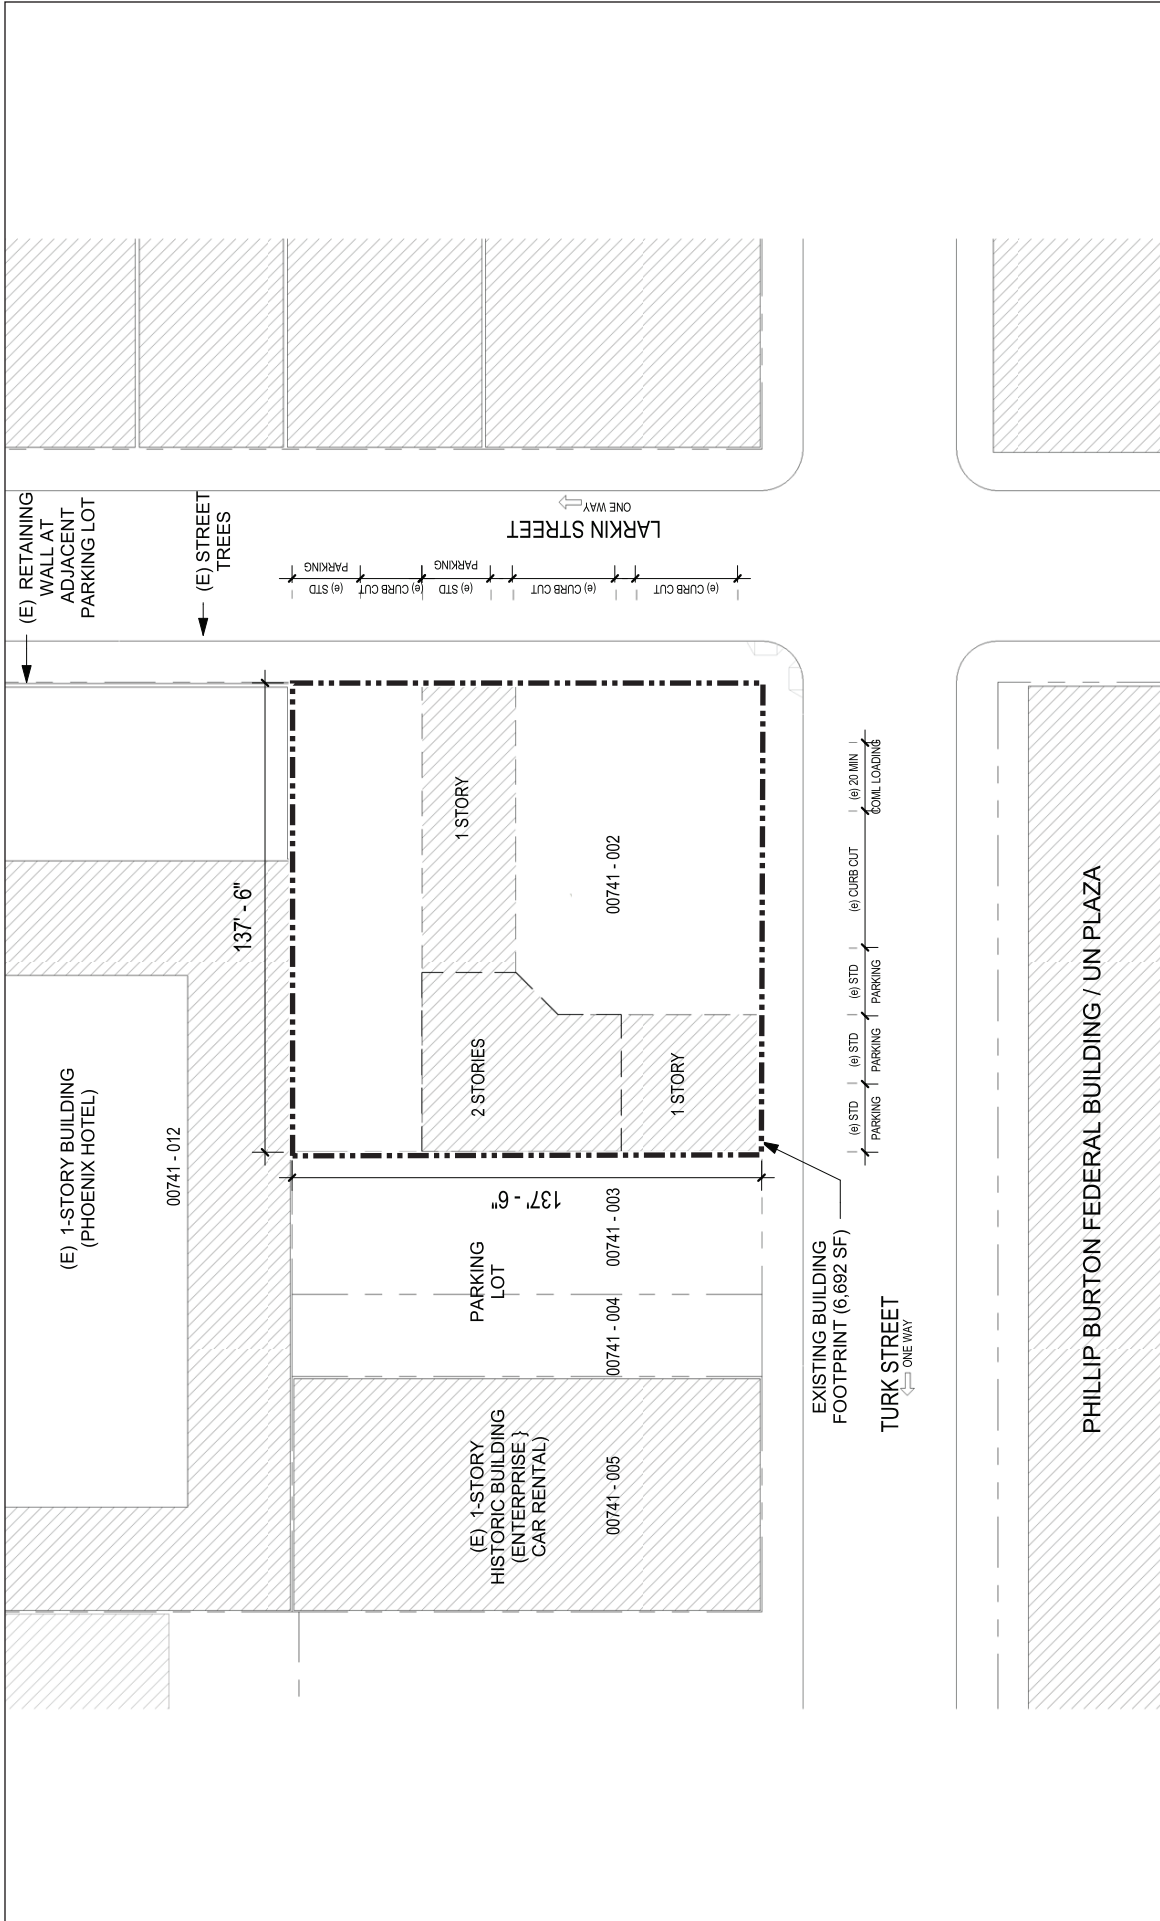 (E) RETAINING
WALL AT
ADJACENT
PARKING LOT
(E) STREET
TREES
LARKIN STREET
ONE WAY
(e) STD
PARKING
(e) CURB CUT
(e) STD
PARKING
(e) CURB CUT
(e) CURB CUT
137' - 6"
1 STORY
00741 - 002
2 STORIES
1 STORY
(E) 1-STORY BUILDING
(PHOENIX HOTEL)
00741 - 012
137' - 6"
PARKING
LOT
00741 - 003
00741 - 004
(E) 1-STORY
HISTORIC BUILDING
(ENTERPRISE }
CAR RENTAL)
00741 - 005
(e) 20 MIN
COML LOADING
(e) CURB CUT
(e) STD
PARKING
(e) STD
PARKING
(e) STD
PARKING
EXISTING BUILDING
FOOTPRINT (6,692 SF)
TURK STREET
ONE WAY
PHILLIP BURTON FEDERAL BUILDING / UN PLAZA